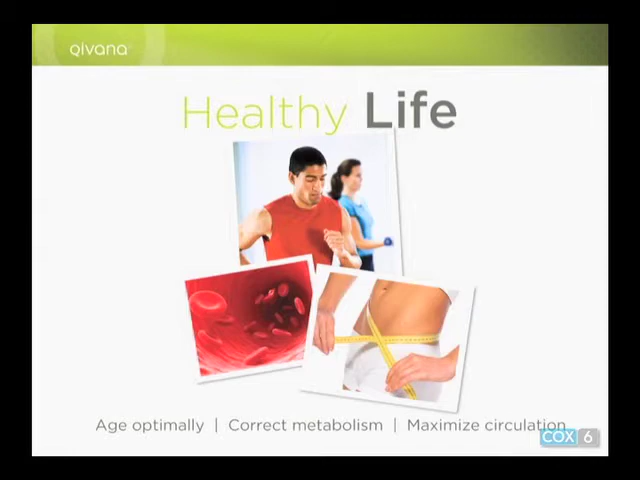 qivana
Healthy Life
Age optimally | Correct metabolism | Maximize circulation
COX 6